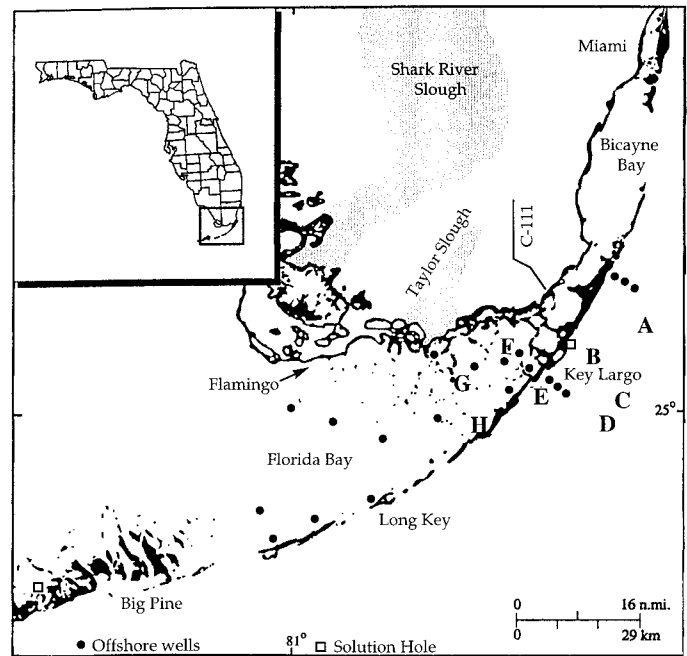 Miami
Shark River
Slough
Bicayne
Bay
C-111
Taylor Slough
A
F
B
Flamingo
G
Key Largo
E
C
25°
H
D
Florida Bay
Long Key
Big Pine
0 16 n.mi.
0 29 km
81°
Offshore wells
Solution Hole